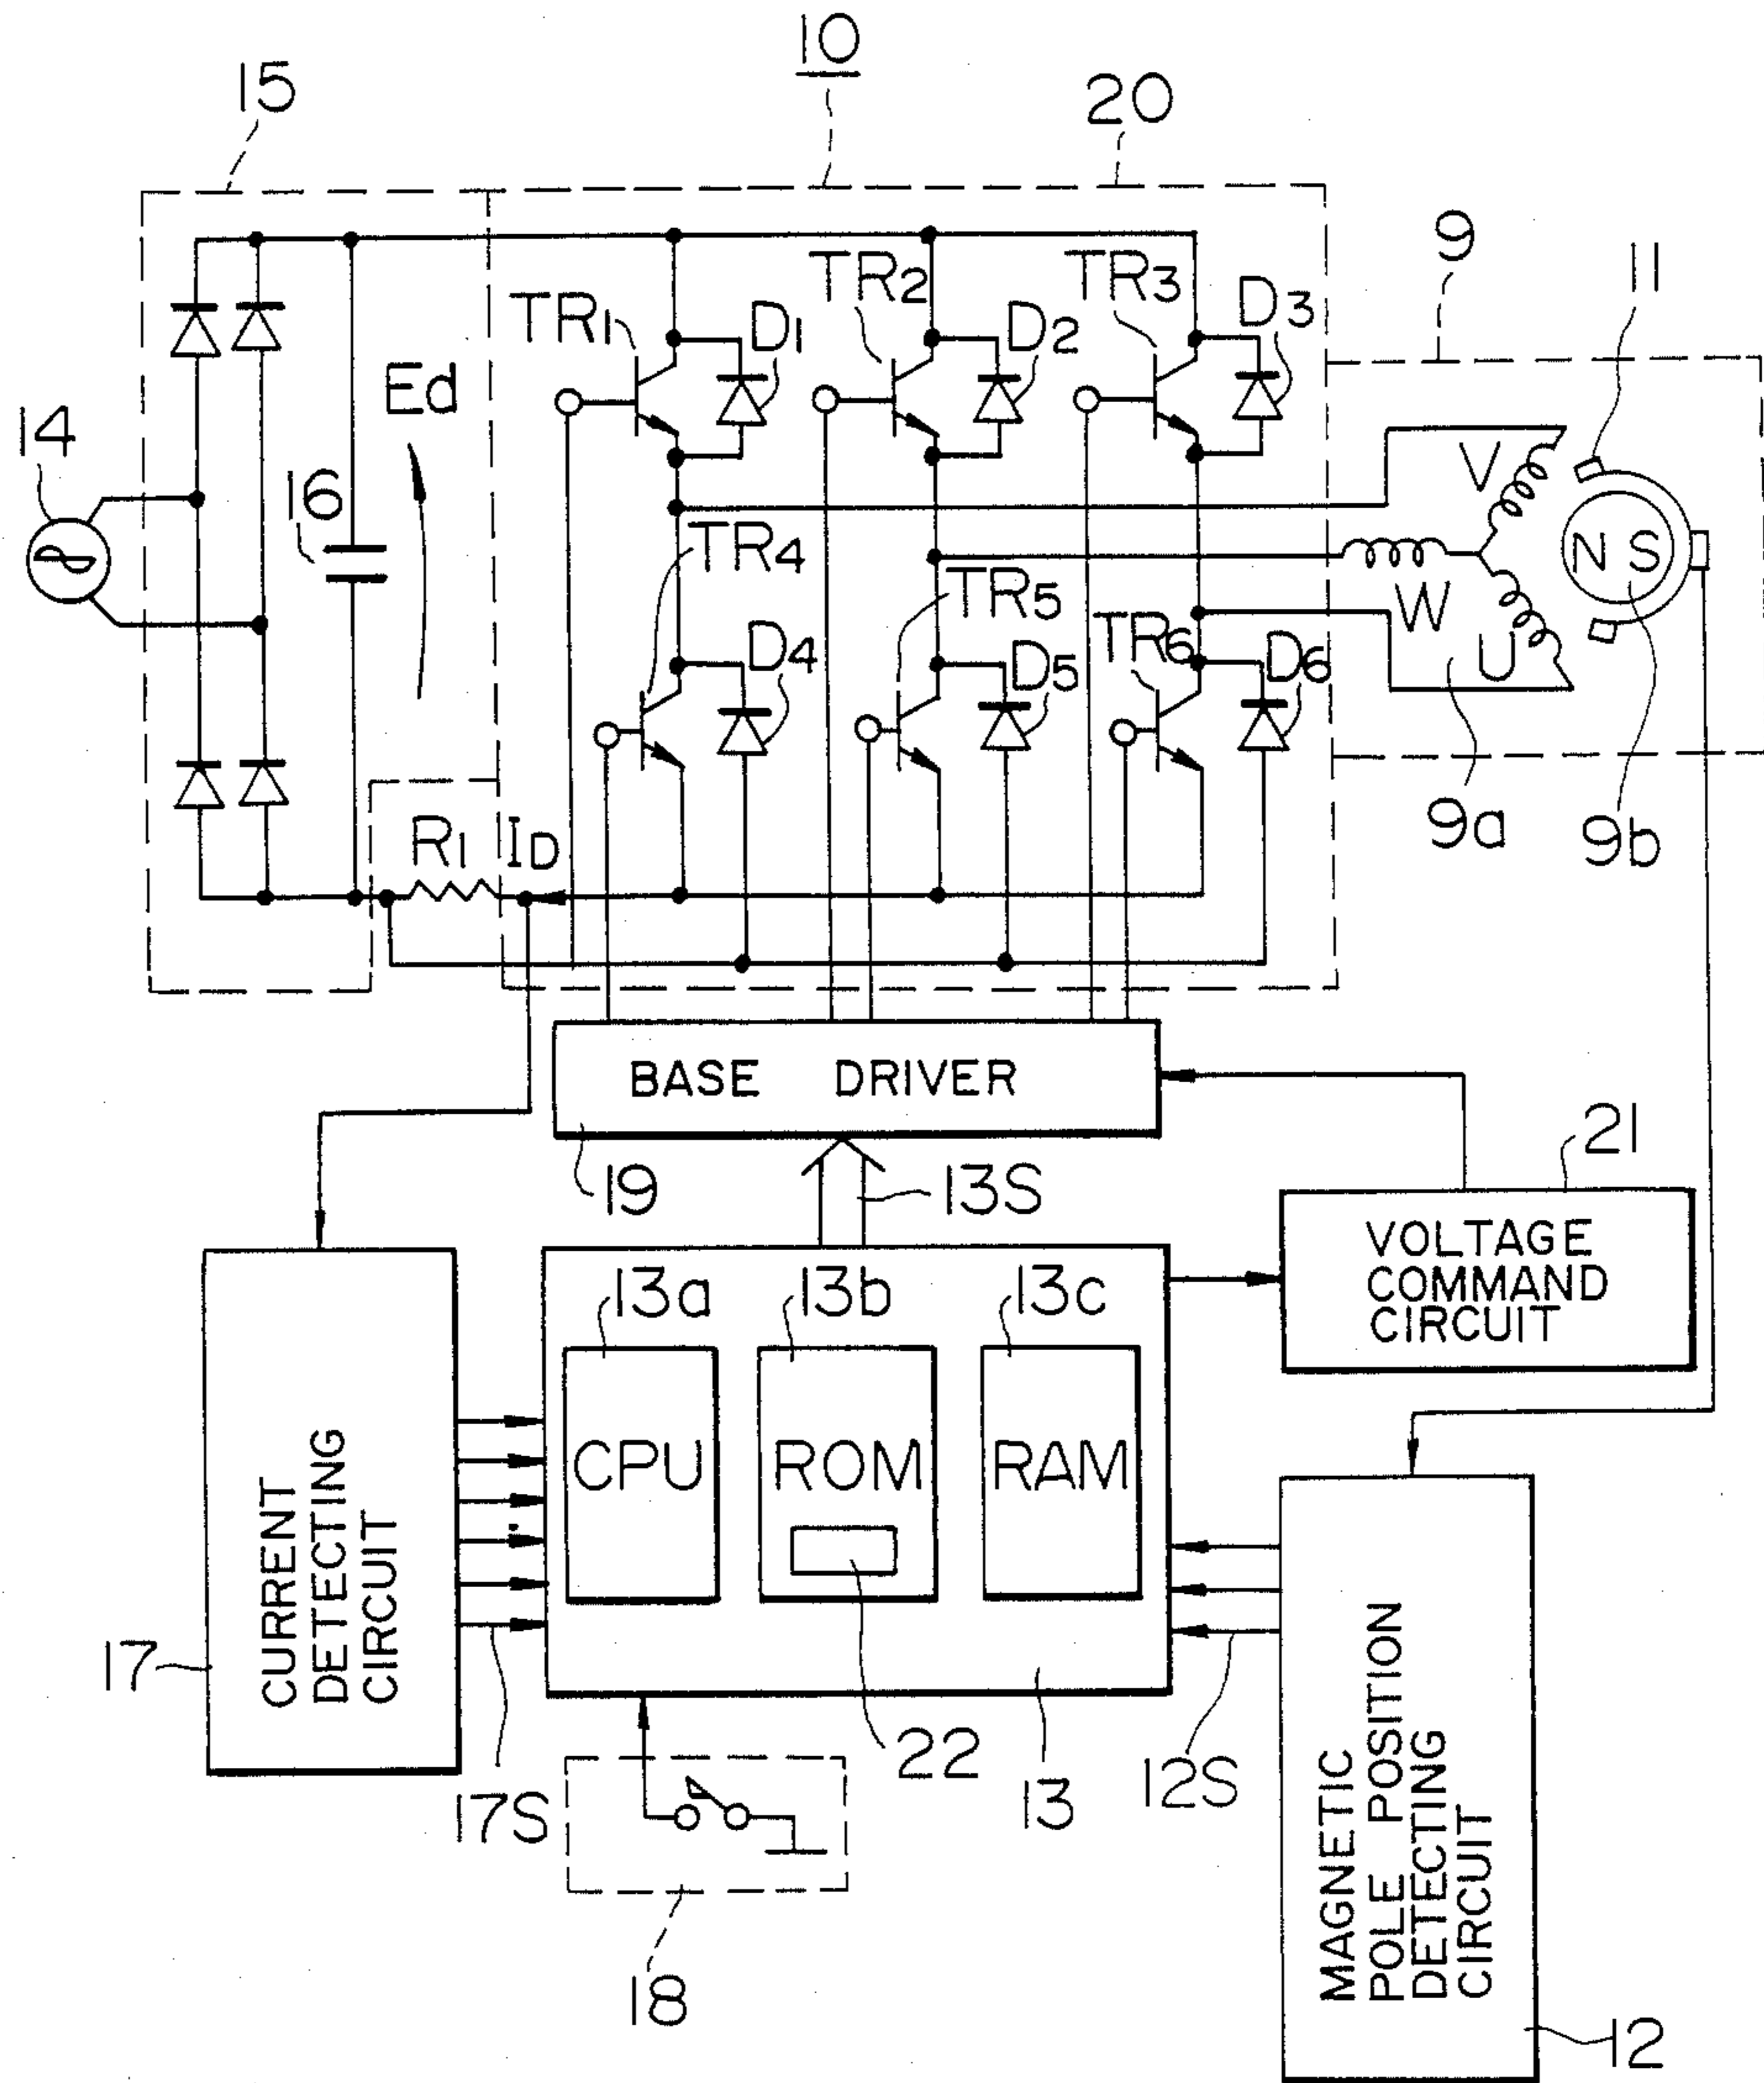 10
15
20
9
11
TR1
D1
TR2
D2
TR3
D3
Ed
14
16
V
N S
W
U
TR4
D4
TR5
D5
TR6
D6
9a
9b
R1
ID
BASE DRIVER
19
13S
21
VOLTAGE
COMMAND
CIRCUIT
13a
13b
13c
CPU
ROM
RAM
CURRENT
DETECTING
CIRCUIT
17
17S
22
13
12S
18
MAGNETIC
POLE POSITION
DETECTING
CIRCUIT
12